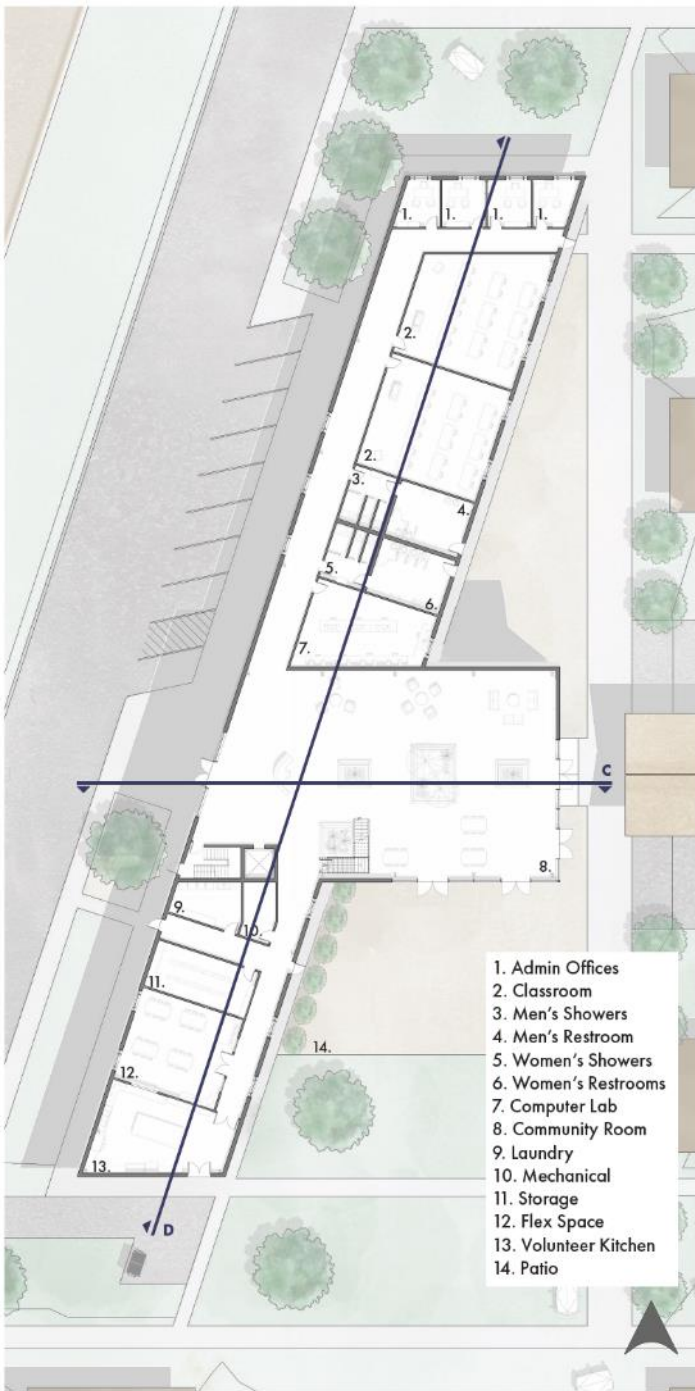 1.
1.
1.
1.
2.
2.
3.
4.
5.
6.
7.
C
8.
9.
10.
11.
14.
12.
13.
D
1. Admin Offices
2. Classroom
3. Men's Showers
4. Men's Restroom
5. Women's Showers
6. Women's Restrooms
7. Computer Lab
8. Community Room
9. Laundry
10. Mechanical
11. Storage
12. Flex Space
13. Volunteer Kitchen
14. Patio